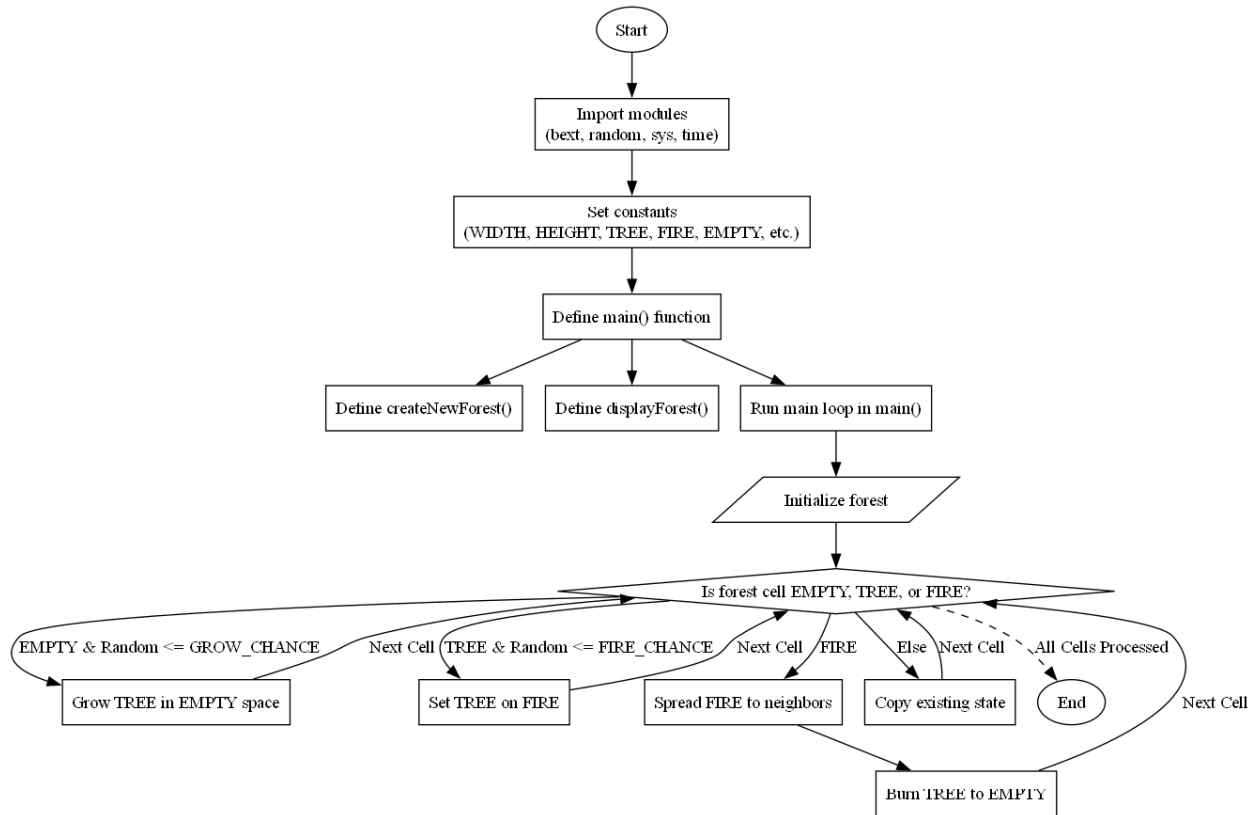 Start
Import modules
(bext, random, sys, time)
Set constants
(WIDTH, HEIGHT, TREE, FIRE, EMPTY, etc.)
Define main() function
Define createNewForest()
Define displayForest()
Run main loop in main()
Initialize forest
Is forest cell EMPTY, TREE, or FIRE?
EMPTY & Random <= GROW_CHANCE
Next Cell
TREE & Random <= FIRE_CHANCE
Next Cell
FIRE
Else
Next Cell
All Cells Processed
Next Cell
Grow TREE in EMPTY space
Set TREE on FIRE
Spread FIRE to neighbors
Copy existing state
End
Burn TREE to EMPTY